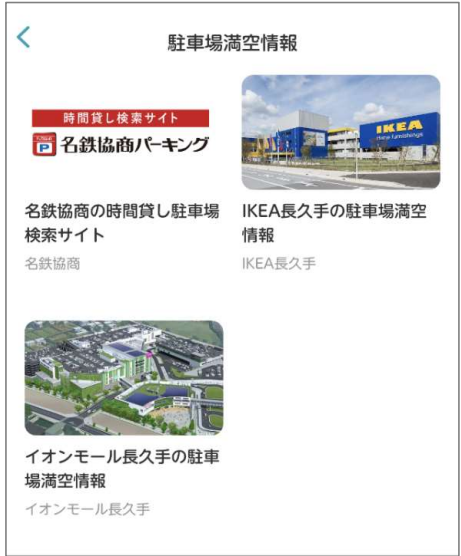 駐車場満空情報
時間貸し検索サイト
P 名鉄協商パーキング
IKEA
Home furnishings
名鉄協商の時間貸し駐車場
検索サイト
名鉄協商
IKEA長久手の駐車場満空
情報
IKEA長久手
イオンモール長久手の駐車
場満空情報
イオンモール長久手